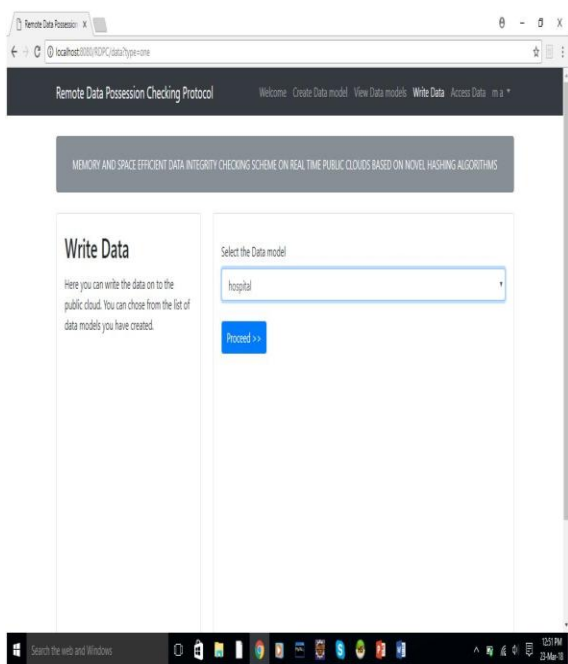 Remote Data Possession X
localhost:8080/RDPC/data?type=one
Remote Data Possession Checking Protocol Welcome Create Data model View Data models Write Data Access Data m a
MEMORY AND SPACE EFFICIENT DATA INTEGRITY CHECKING SCHEME ON REAL TIME PUBLIC CLOUDS BASED ON NOVEL HASHING ALGORITHMS
Write Data
Here you can write the data on to the
public cloud. You can chose from the list of
data models you have created.
Select the Data model
hospital
Proceed >>
Search the web and Windows
12:51 PM
23-Mar-18